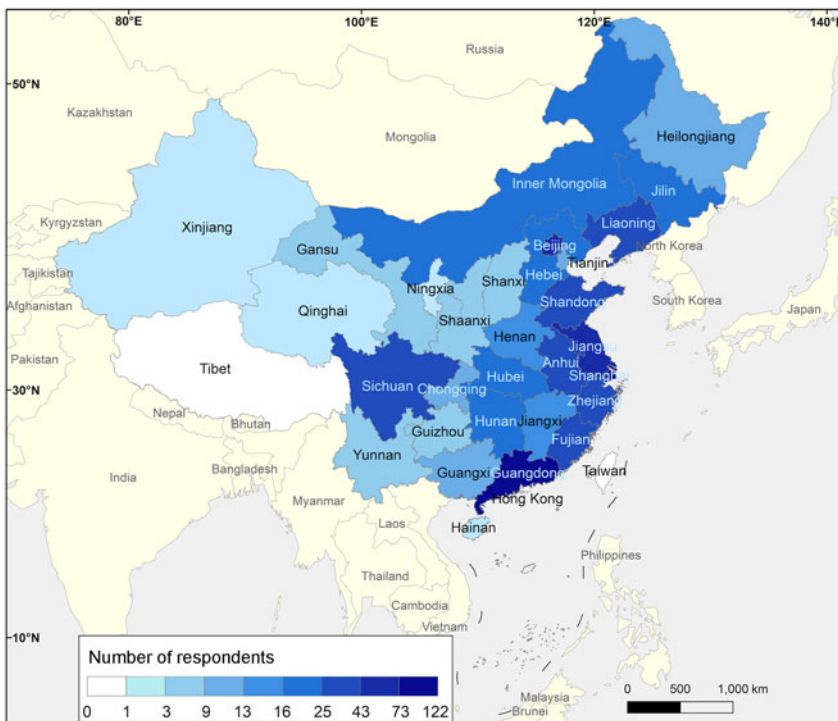 80°E 100°E 120°E 140°E
Russia
50°N
Kazakhstan
Heilongjiang
Mongolia
Inner Mongolia
Jilin
Xinjiang
Liaoning
Kyrgyzstan
Gansu
Beijing
North Korea
Tianjin
Tajikistan
Hebei
Ningxia
Shanxi
Afghanistan
Qinghai
Shandong
South Korea
Japan
Shaanxi
Henan
Jiangsu
Pakistan
Tibet
Anhui
Shanghai
30°N
Sichuan
Chongqing
Hubei
Zhejiang
Nepal
Hunan
Jiangxi
Bhutan
Guizhou
Fujian
Yunnan
India
Bangladesh
Guangxi
Guangdong
Taiwan
Hong Kong
Myanmar
Laos
Hainan
Philippines
Thailand
Cambodia
Vietnam
10°N
Number of respondents
0 1 3 9 13 16 25 43 73 122
0 500 1,000 km
Malaysia
Brunei